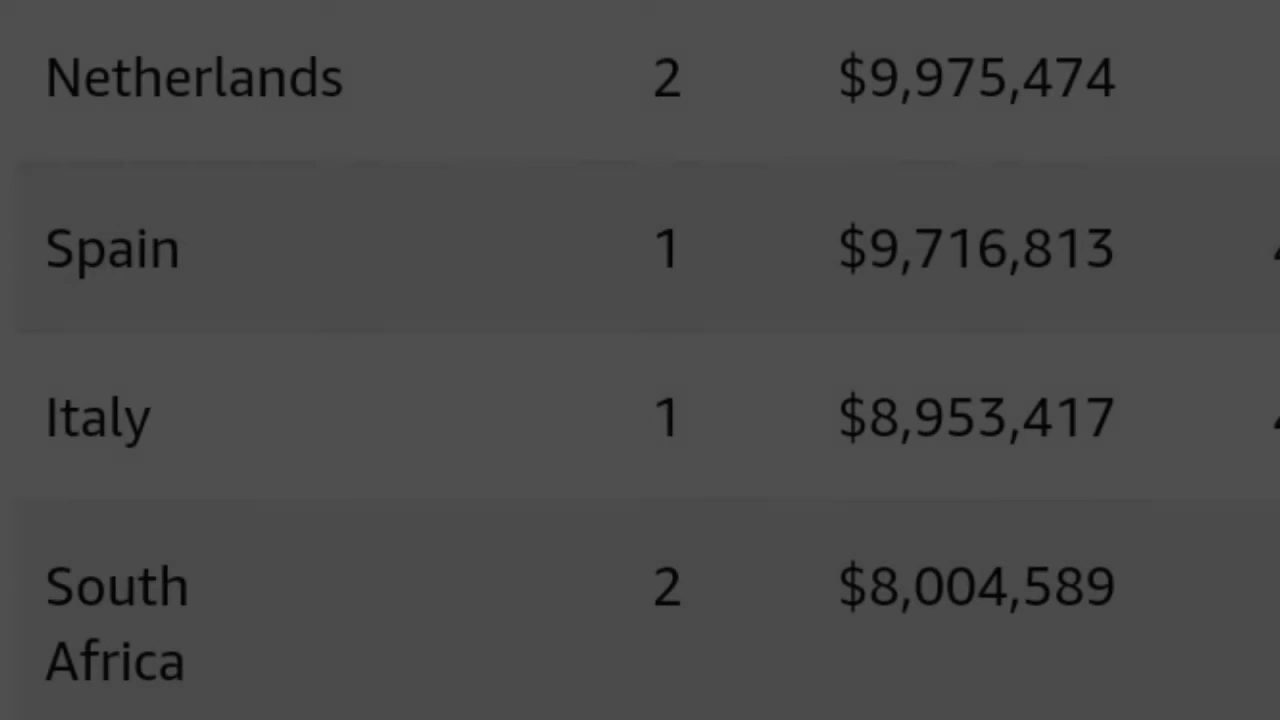 Netherlands 2 $9,975,474
Spain 1 $9,716,813
Italy 1 $8,953,417
South 2 $8,004,589
Africa